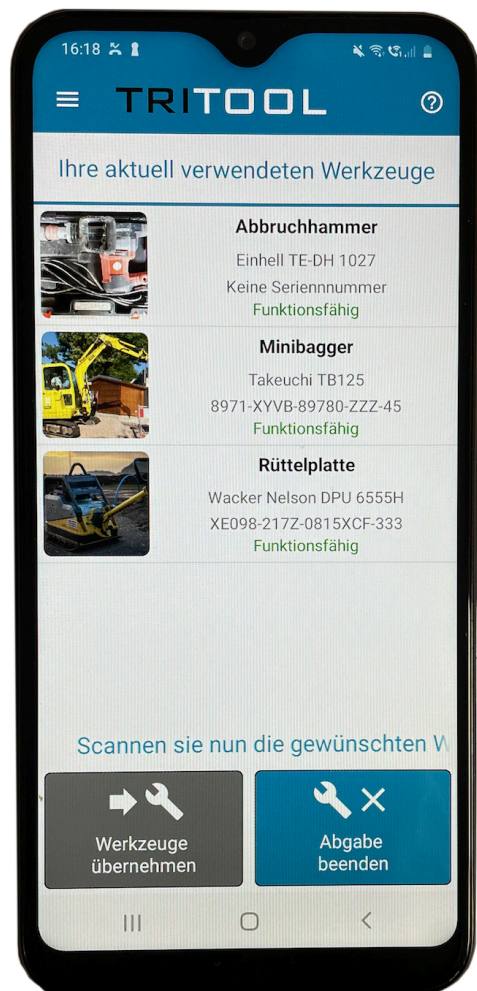 16:18
TRITOOL
Ihre aktuell verwendeten Werkzeuge
Abbruchhammer
Einhell TE-DH 1027
Keine Seriennnummer
Funktionsfähig
Minibagger
Takeuchi TB125
8971-XYVB-89780-ZZZ-45
Funktionsfähig
Rüttelplatte
Wacker Nelson DPU 6555H
XE098-217Z-0815XCF-333
Funktionsfähig
Scannen sie nun die gewünschten W
Werkzeuge
übernehmen
Abgabe
beenden